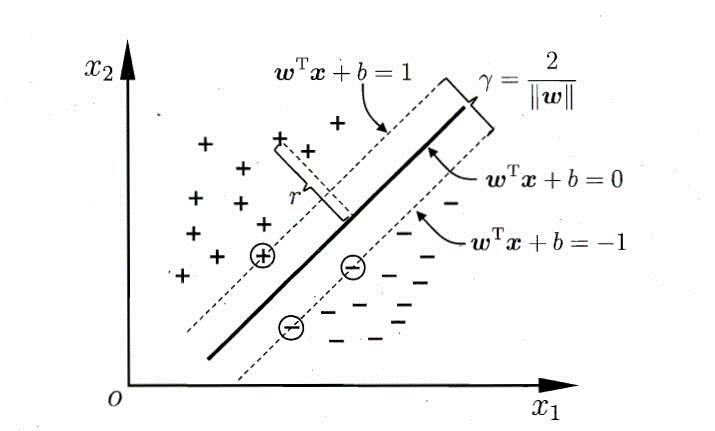 x₂
wᵀx + b = 1
γ = 2 / ‖w‖
r
wᵀx + b = 0
wᵀx + b = −1
O
x₁